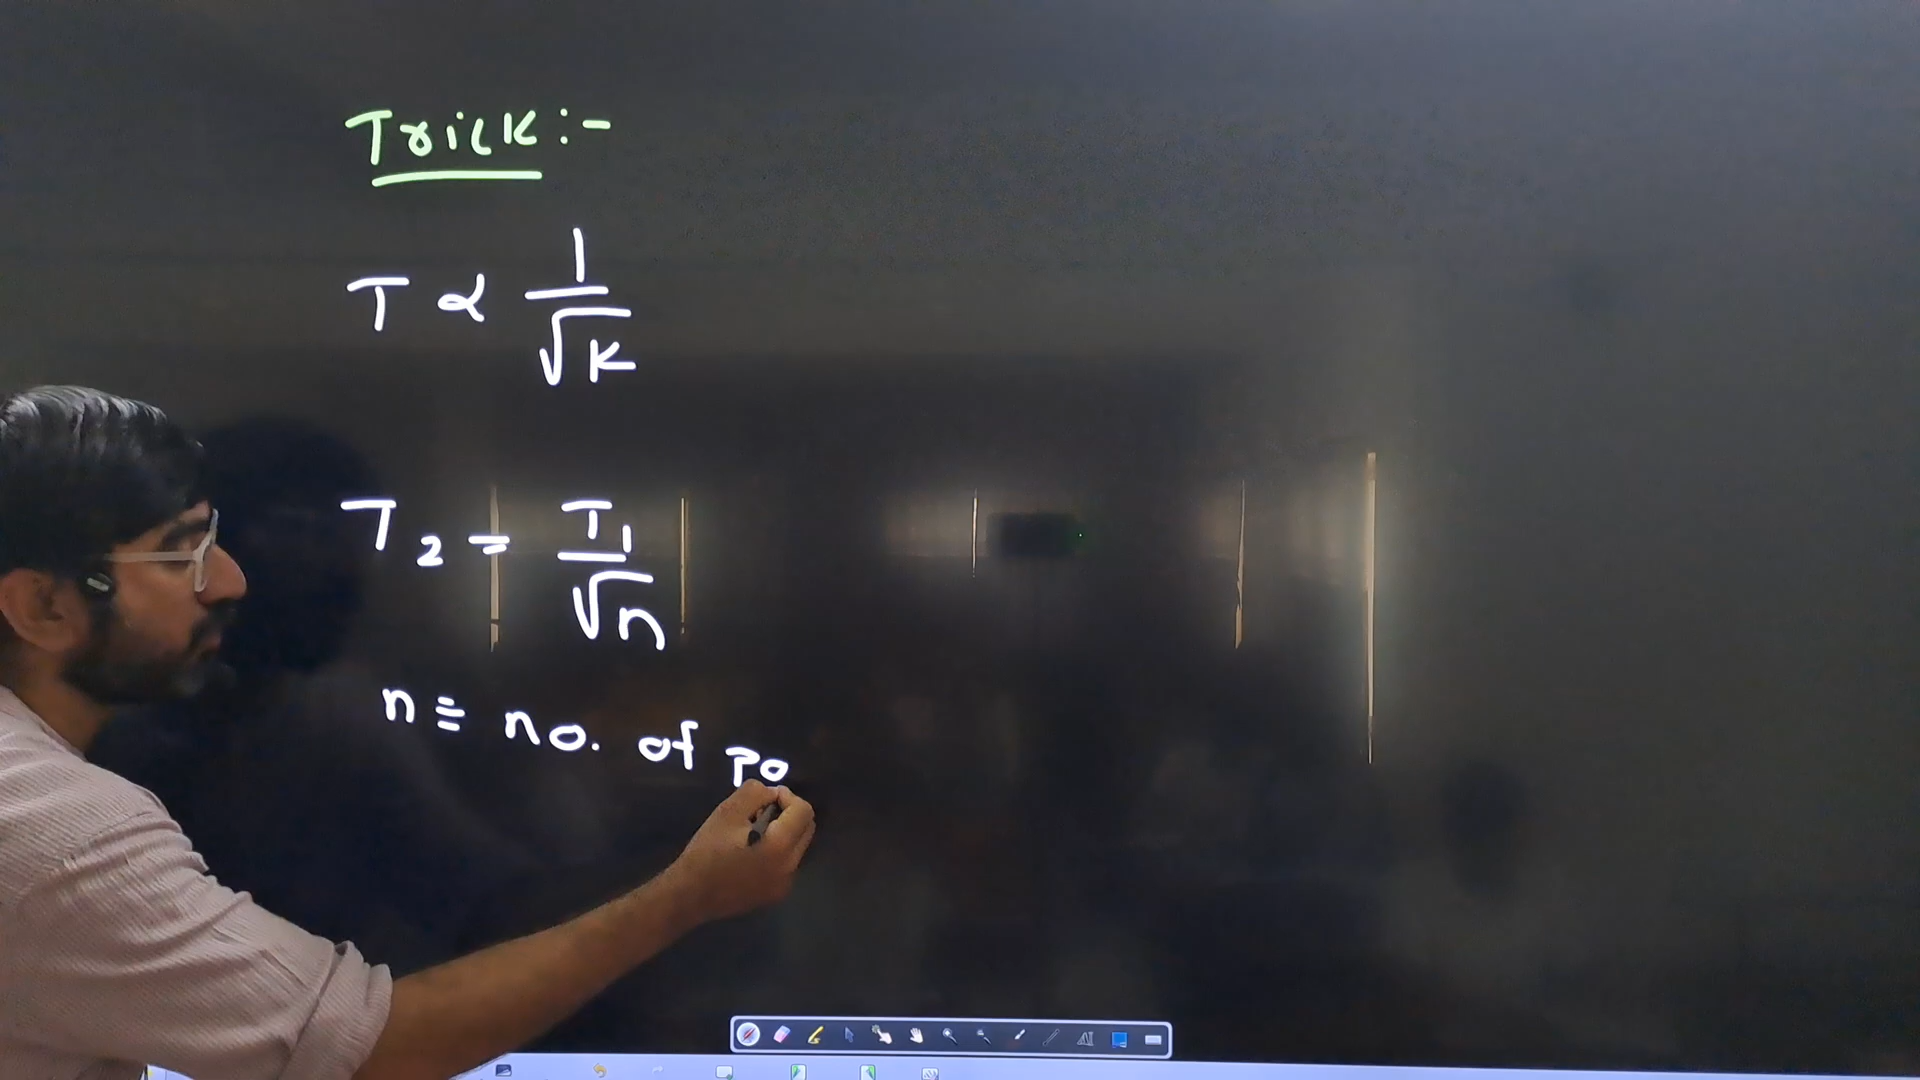 Trick:-
T ∝ 1/√K
T₂ = T₁/√n
n = no. of po